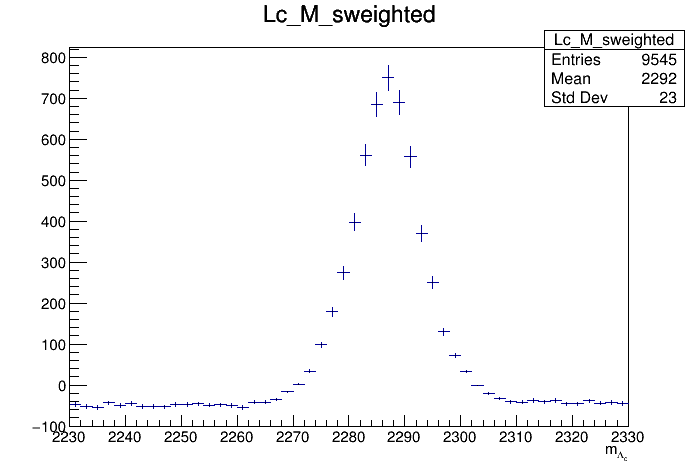 Lc_M_sweighted
Lc_M_sweighted
Entries 9545
Mean 2292
Std Dev 23
800
700
600
500
400
300
200
100
0
−100
2230 2240 2250 2260 2270 2280 2290 2300 2310 2320 2330
m_Λc